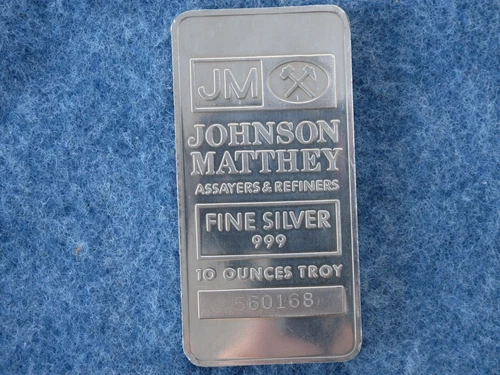 JM
JOHNSON
MATTHEY
ASSAYERS & REFINERS
FINE SILVER
999
10 OUNCES TROY
560168